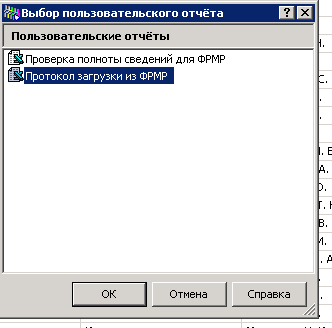 Выбор пользовательского отчёта
Пользовательские отчёты
Проверка полноты сведений для ФРМР
Протокол загрузки из ФРМР
ОК
Отмена
Справка